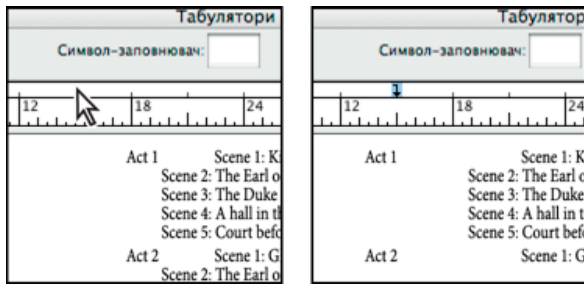 Табулятори
Символ-заповнювач:
12 18 24
Act 1 Scene 1: K
Scene 2: The Earl o
Scene 3: The Duke
Scene 4: A hall in th
Scene 5: Court befo
Act 2 Scene 1: G
Scene 2: The Earl o
Табулятор
Символ-заповнювач:
12 18 24
Act 1 Scene 1: K
Scene 2: The Earl o
Scene 3: The Duke
Scene 4: A hall in t
Scene 5: Court befo
Act 2 Scene 1: G